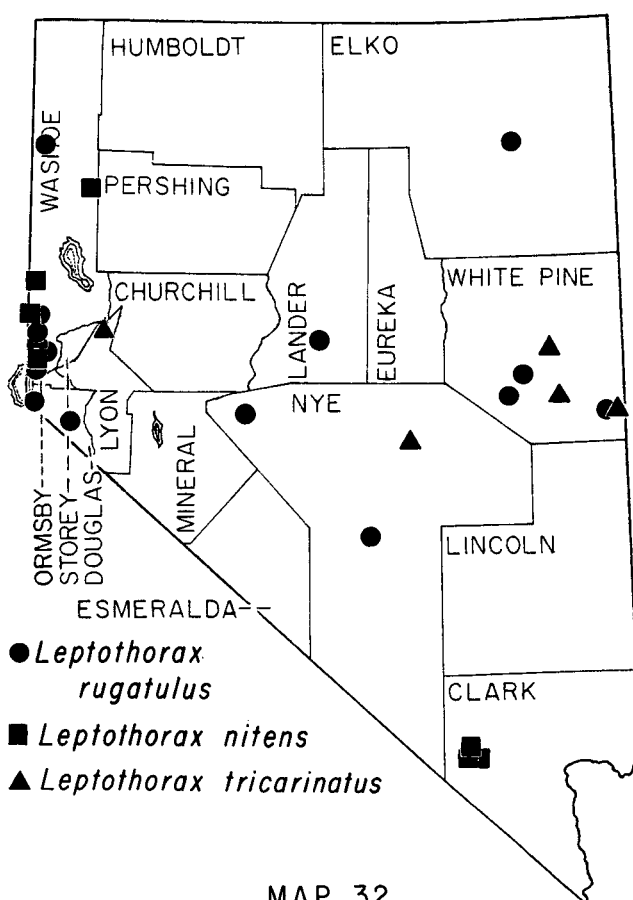 HUMBOLDT
ELKO
WASHOE
PERSHING
CHURCHILL
LANDER
EUREKA
WHITE PINE
NYE
LYON
MINERAL
ORMSBY
STOREY
DOUGLAS
LINCOLN
ESMERALDA
CLARK
Leptothorax
rugatulus
Leptothorax nitens
Leptothorax tricarinatus
MAP 32